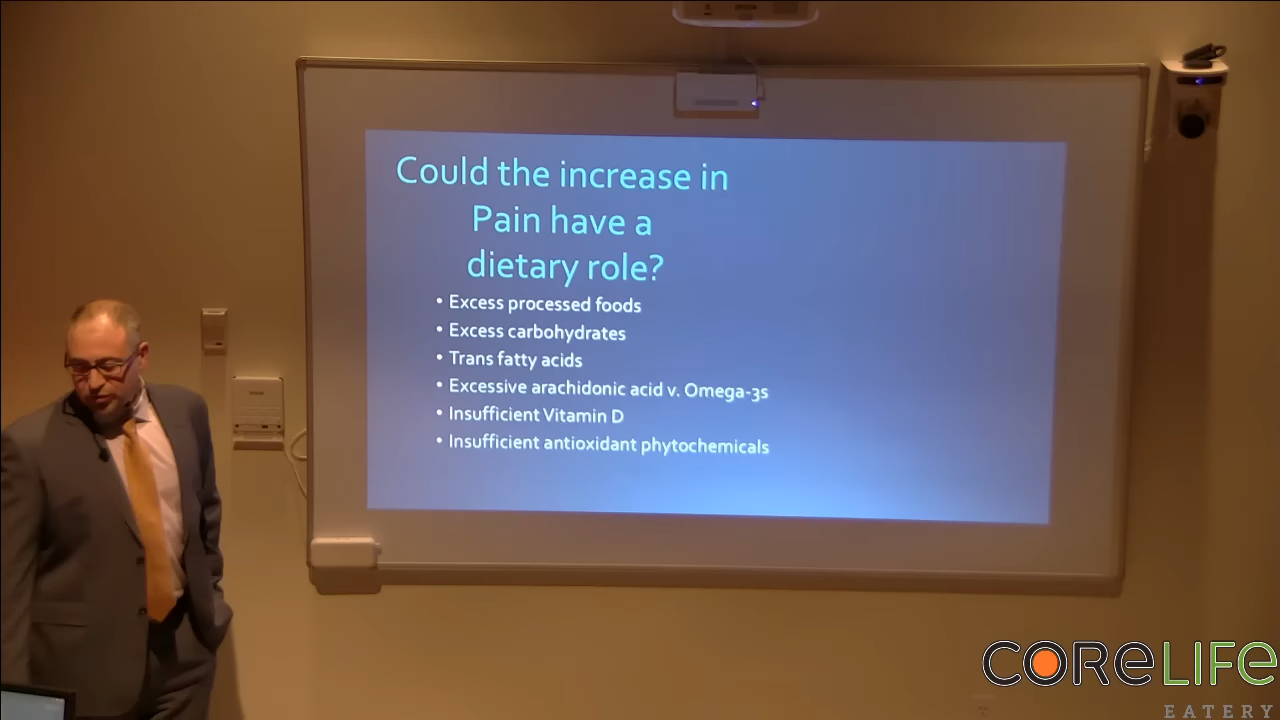 Could the increase in
Pain have a
dietary role?
• Excess processed foods
• Excess carbohydrates
• Trans fatty acids
• Excessive arachidonic acid v. Omega-3s
• Insufficient Vitamin D
• Insufficient antioxidant phytochemicals
CORELIFE
EATERY